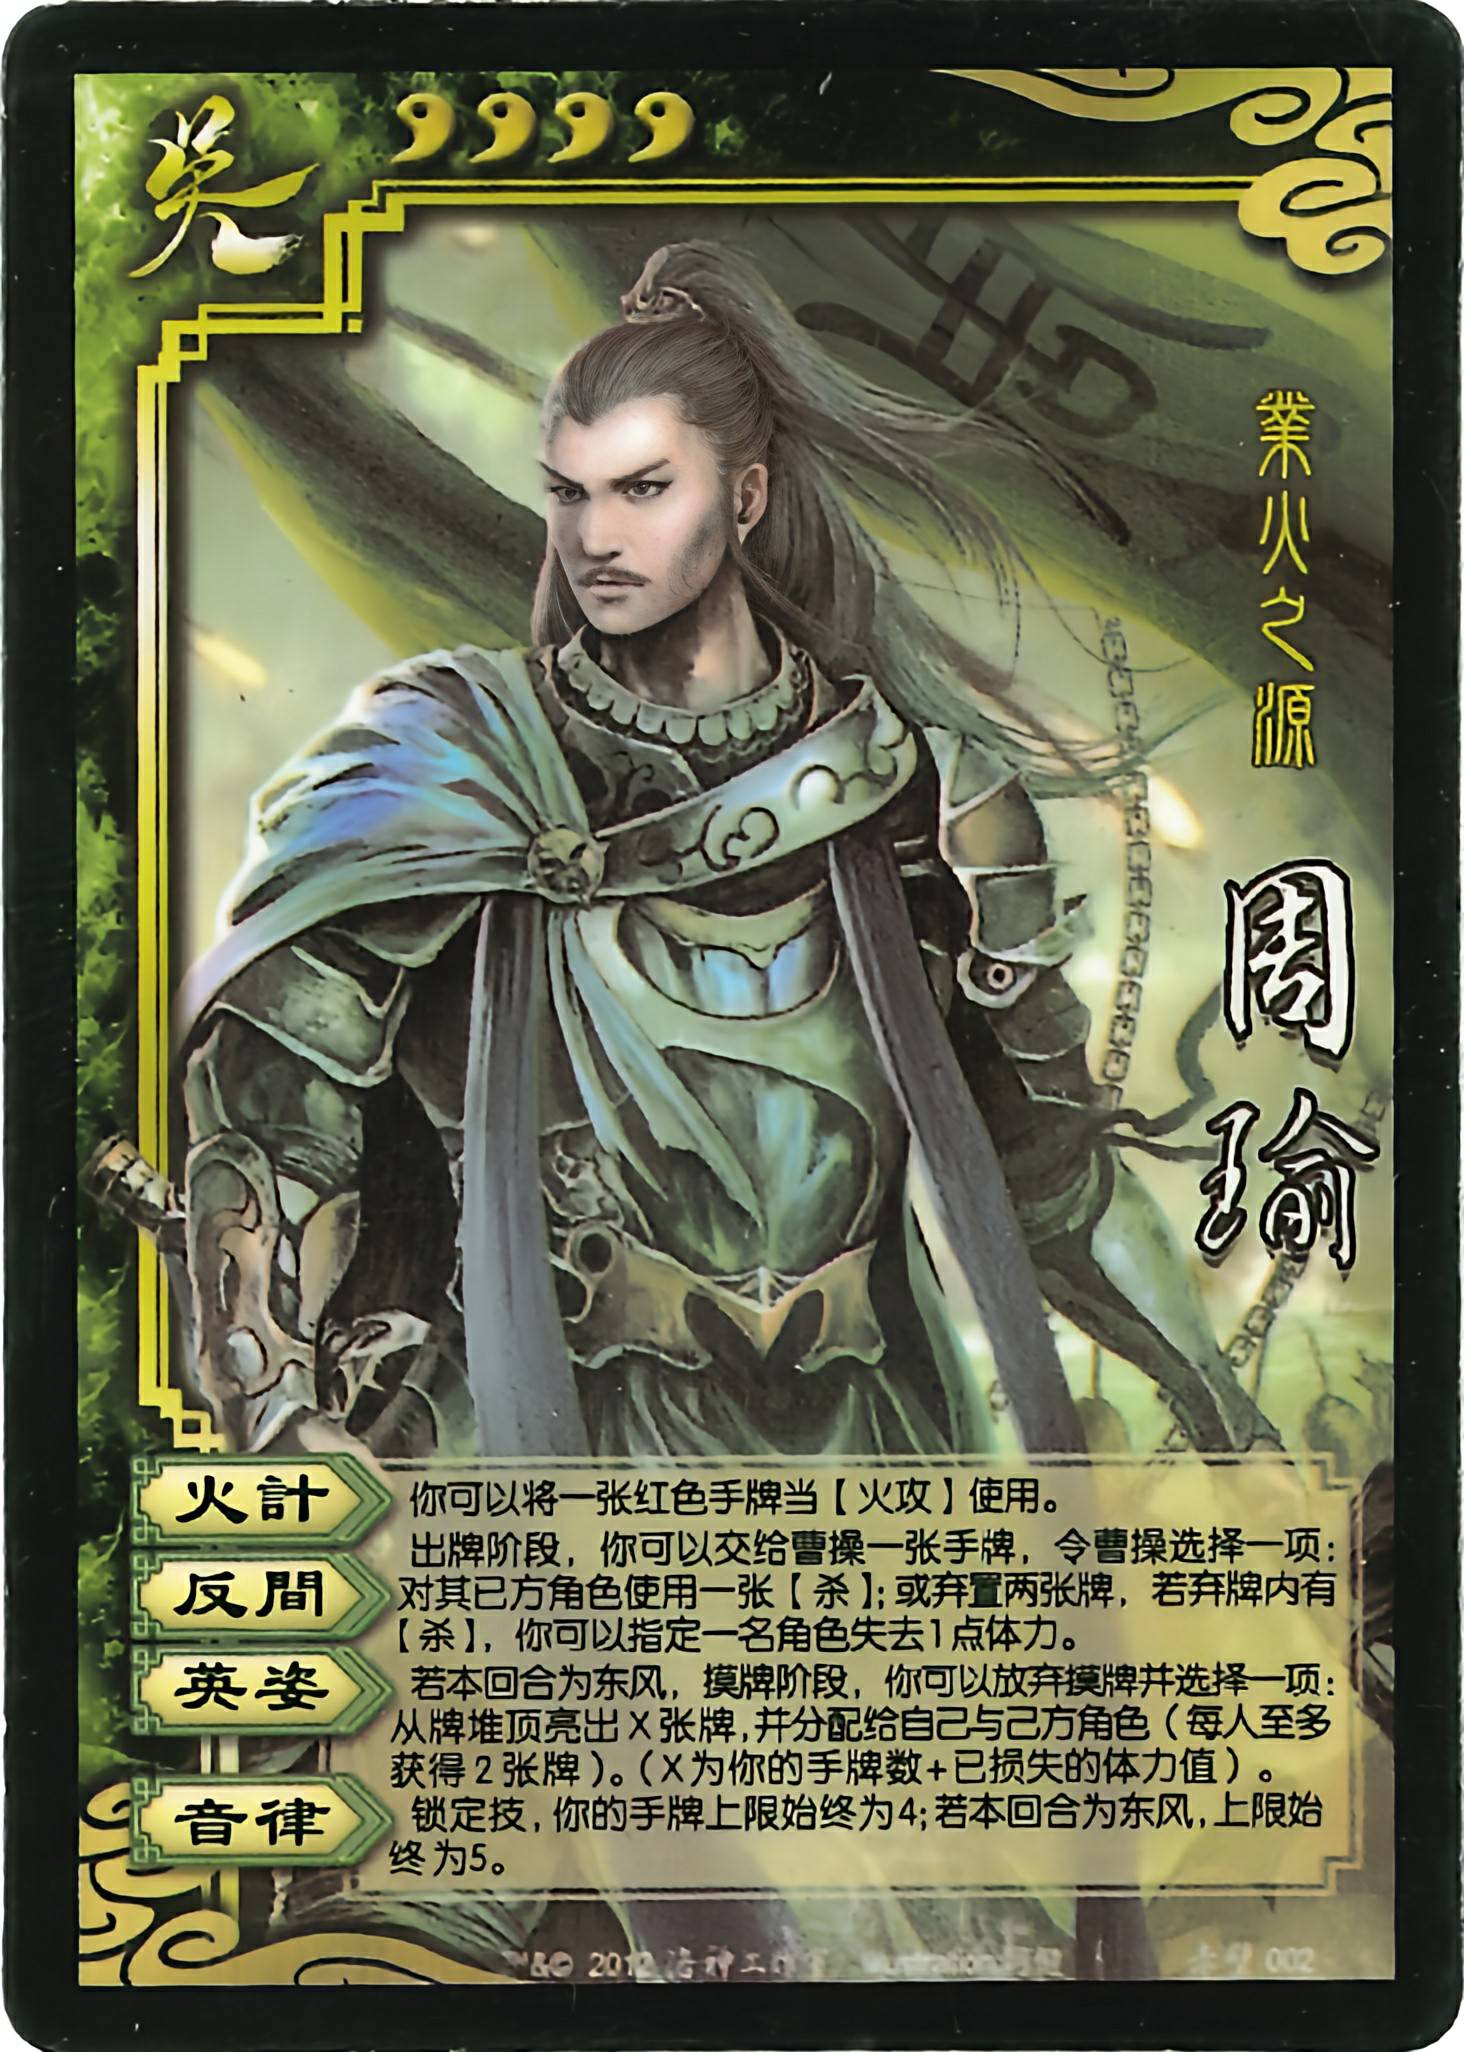 吴
業火之源
周瑜
火計
你可以将一张红色手牌当【火攻】使用。
反間
出牌阶段，你可以交给曹操一张手牌，令曹操选择一项：
对其已方角色使用一张【杀】；或弃置两张牌，若弃牌内有
【杀】，你可以指定一名角色失去1点体力。
英姿
若本回合为东风，摸牌阶段，你可以放弃摸牌并选择一项：
从牌堆顶亮出X张牌，并分配给自己与己方角色（每人至多
获得2张牌）。（X为你的手牌数+已损失的体力值）。
音律
锁定技，你的手牌上限始终为4；若本回合为东风，上限始
终为5。
™&© 2012 Illustration
赤壁 002